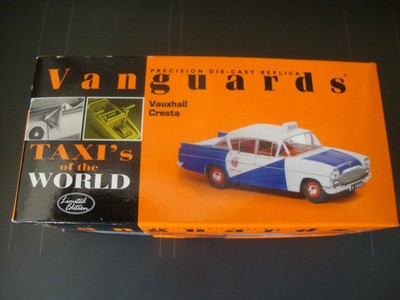 Vanguards
PRECISION DIE-CAST REPLICA
Vauxhall
Cresta
TAXI's
of the
WORLD
Limited
Edition